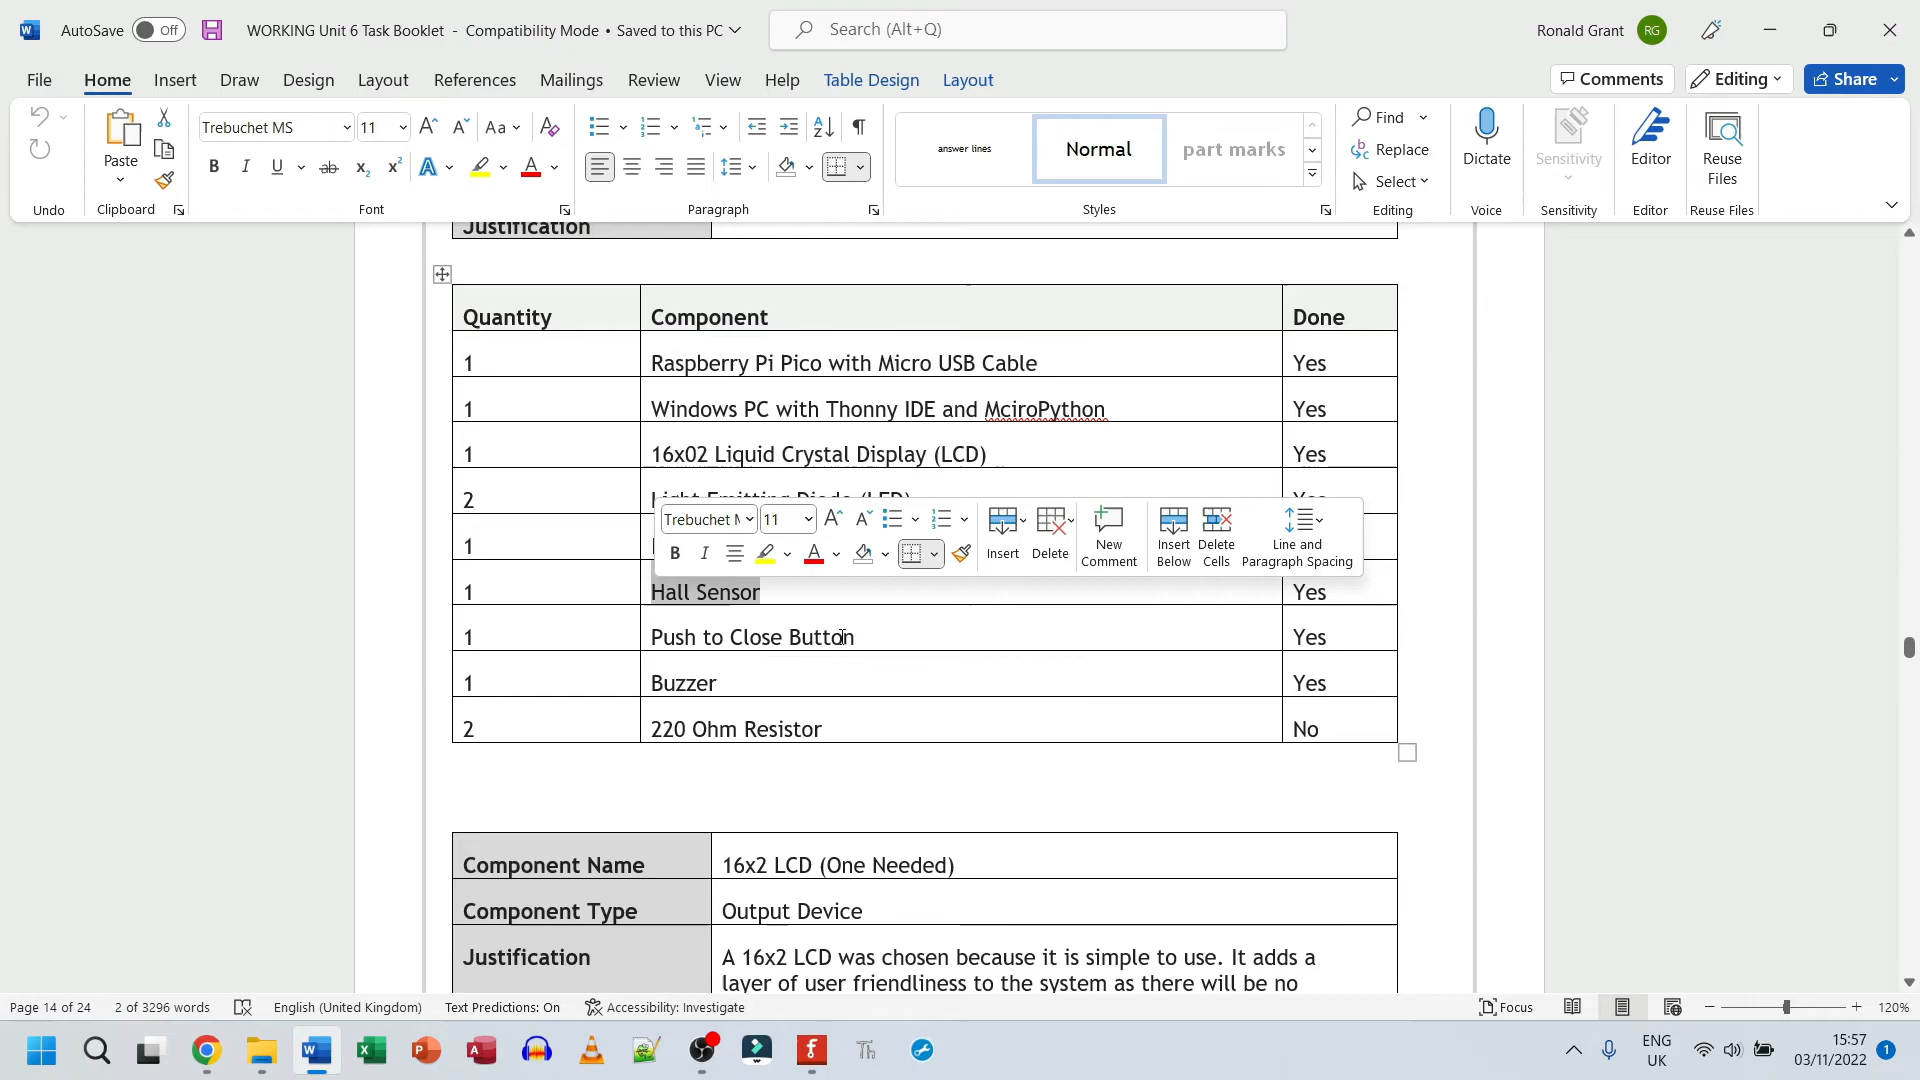 AutoSave Off WORKING Unit 6 Task Booklet - Compatibility Mode • Saved to this PC Search (Alt+Q) Ronald Grant RG
File Home Insert Draw Design Layout References Mailings Review View Help Table Design Layout Comments Editing Share
Trebuchet MS 11
Paste
answer lines Normal part marks
Find
Replace
Select
Dictate Sensitivity Editor Reuse Files
Undo Clipboard Font Paragraph Styles Editing Voice Sensitivity Editor Reuse Files
Justification
Quantity Component Done
1 Raspberry Pi Pico with Micro USB Cable Yes
1 Windows PC with Thonny IDE and MciroPython Yes
1 16x02 Liquid Crystal Display (LCD) Yes
2 Light Emitting Diode (LED) Yes
1
Trebuchet M 11
Insert Delete New Comment Insert Below Delete Cells Line and Paragraph Spacing
1 Hall Sensor Yes
1 Push to Close Button Yes
1 Buzzer Yes
2 220 Ohm Resistor No
Component Name 16x2 LCD (One Needed)
Component Type Output Device
Justification A 16x2 LCD was chosen because it is simple to use. It adds a
layer of user friendliness to the system as there will be no
Page 14 of 24 2 of 3296 words English (United Kingdom) Text Predictions: On Accessibility: Investigate Focus 120%
ENG
UK
15:57
03/11/2022
1